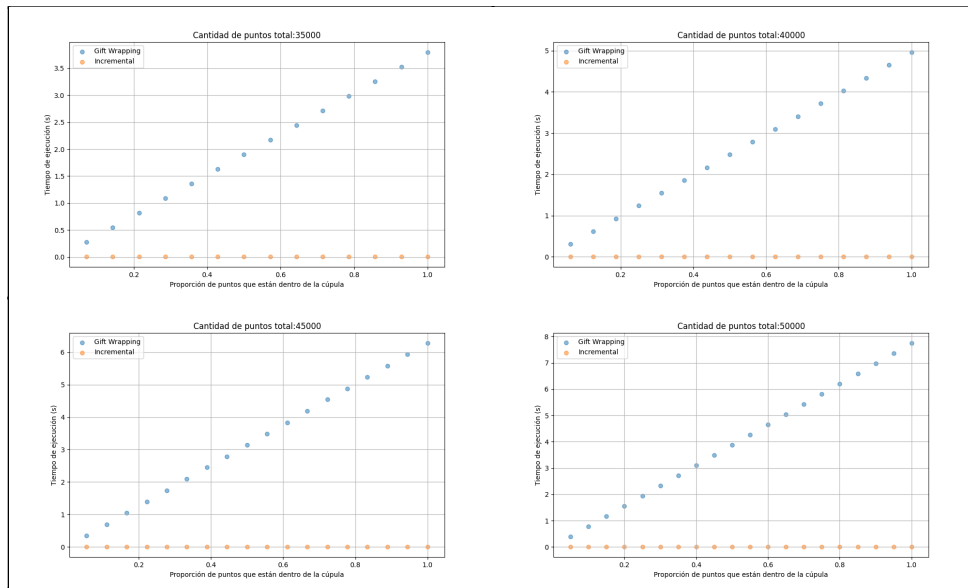 Cantidad de puntos total:35000
Gift Wrapping
Incremental
3.5
3.0
2.5
2.0
1.5
1.0
0.5
0.0
Tiempo de ejecución (s)
0.2 0.4 0.6 0.8 1.0
Proporción de puntos que están dentro de la cúpula
Cantidad de puntos total:40000
Gift Wrapping
Incremental
5
4
3
2
1
0
Tiempo de ejecución (s)
0.2 0.4 0.6 0.8 1.0
Proporción de puntos que están dentro de la cúpula
Cantidad de puntos total:45000
Gift Wrapping
Incremental
6
5
4
3
2
1
0
Tiempo de ejecución (s)
0.2 0.4 0.6 0.8 1.0
Proporción de puntos que están dentro de la cúpula
Cantidad de puntos total:50000
Gift Wrapping
Incremental
8
7
6
5
4
3
2
1
0
Tiempo de ejecución (s)
0.2 0.4 0.6 0.8 1.0
Proporción de puntos que están dentro de la cúpula